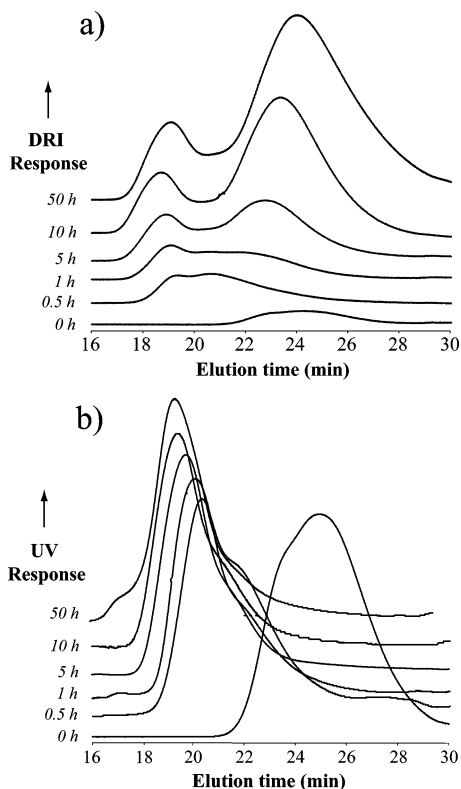 a)
DRI
Response
50 h
10 h
5 h
1 h
0.5 h
0 h
16 18 20 22 24 26 28 30
Elution time (min)
b)
UV
Response
50 h
10 h
5 h
1 h
0.5 h
0 h
16 18 20 22 24 26 28 30
Elution time (min)